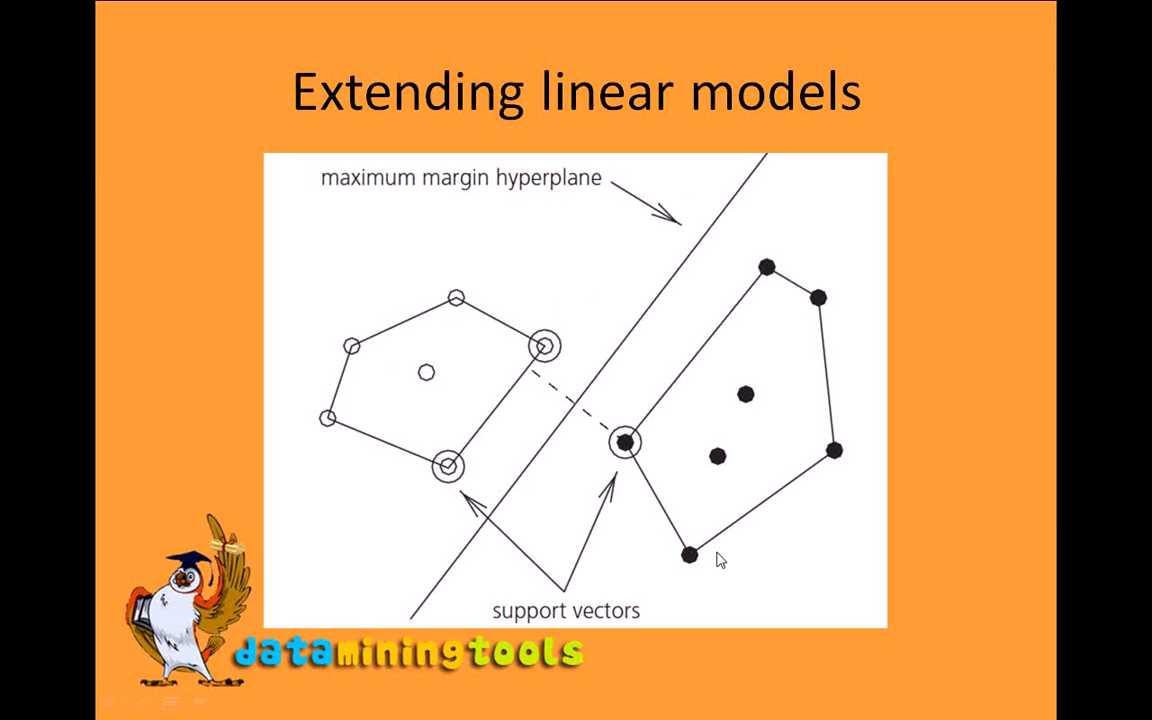 Extending linear models
maximum margin hyperplane
support vectors
dataminingtools